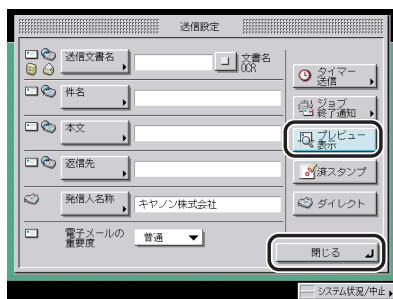 送信設定
送信文書名
文書名
OCR
タイマー
送信
件名
ジョブ
終了通知
本文
プレビュー
表示
返信先
済スタンプ
発信人名称
キヤノン株式会社
ダイレクト
電子メールの
重要度
普通
閉じる
システム状況/中止